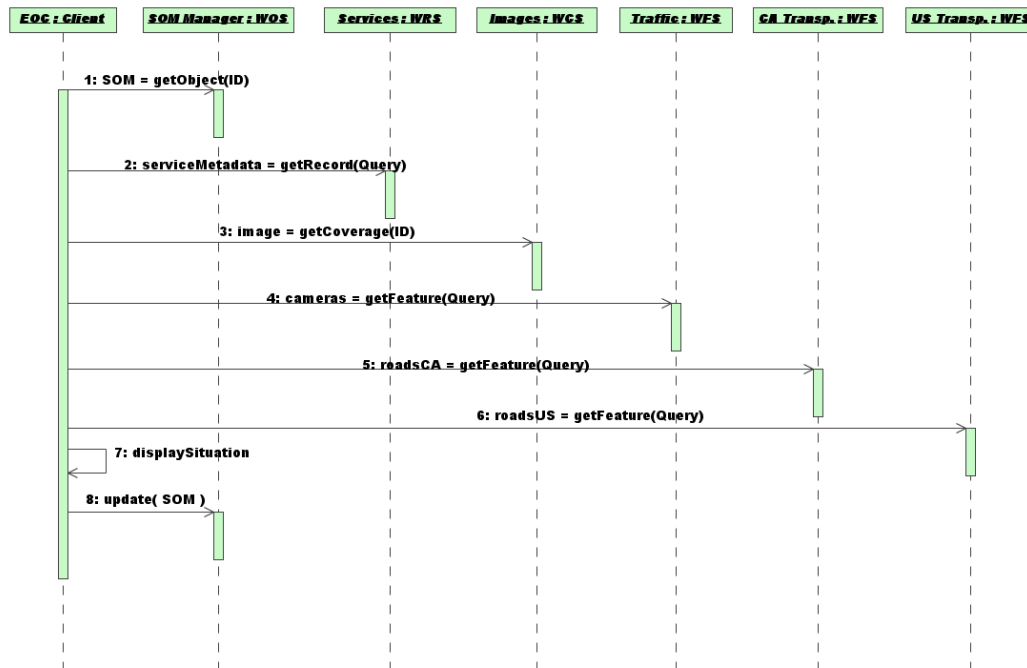 EOC : Client
SOM Manager : WOS
Services : WRS
Images : WCS
Traffic : WFS
CA Transp. : WFS
US Transp. : WFS
1: SOM = getObject(ID)
2: serviceMetadata = getRecord(Query)
3: image = getCoverage(ID)
4: cameras = getFeature(Query)
5: roadsCA = getFeature(Query)
6: roadsUS = getFeature(Query)
7: displaySituation
8: update( SOM )